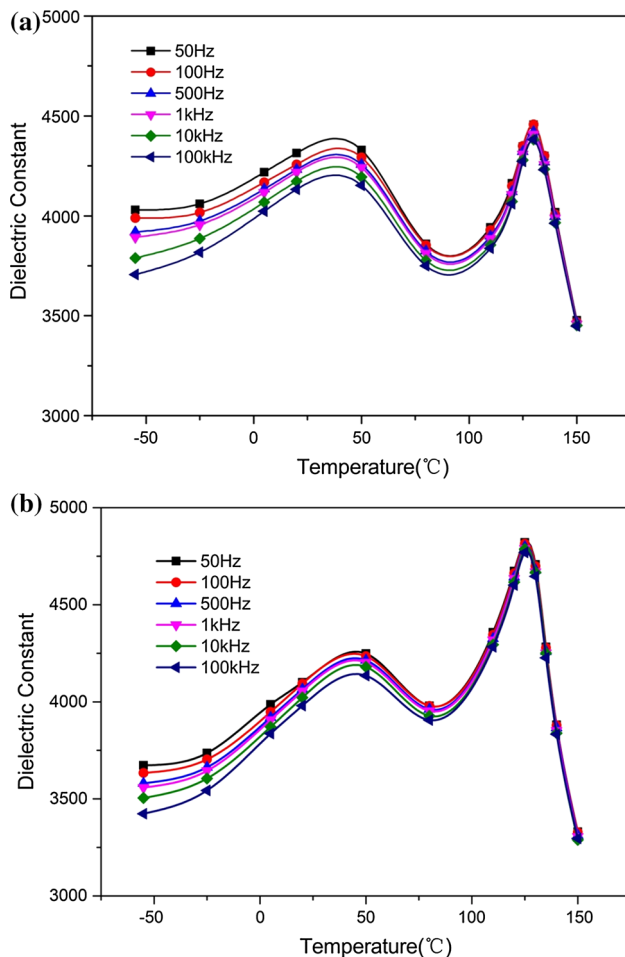 (a)
5000
4500
4000
3500
3000
Dielectric Constant
50Hz
100Hz
500Hz
1kHz
10kHz
100kHz
-50
0
50
100
150
Temperature(℃)
(b)
5000
4500
4000
3500
3000
Dielectric Constant
50Hz
100Hz
500Hz
1kHz
10kHz
100kHz
-50
0
50
100
150
Temperature(℃)